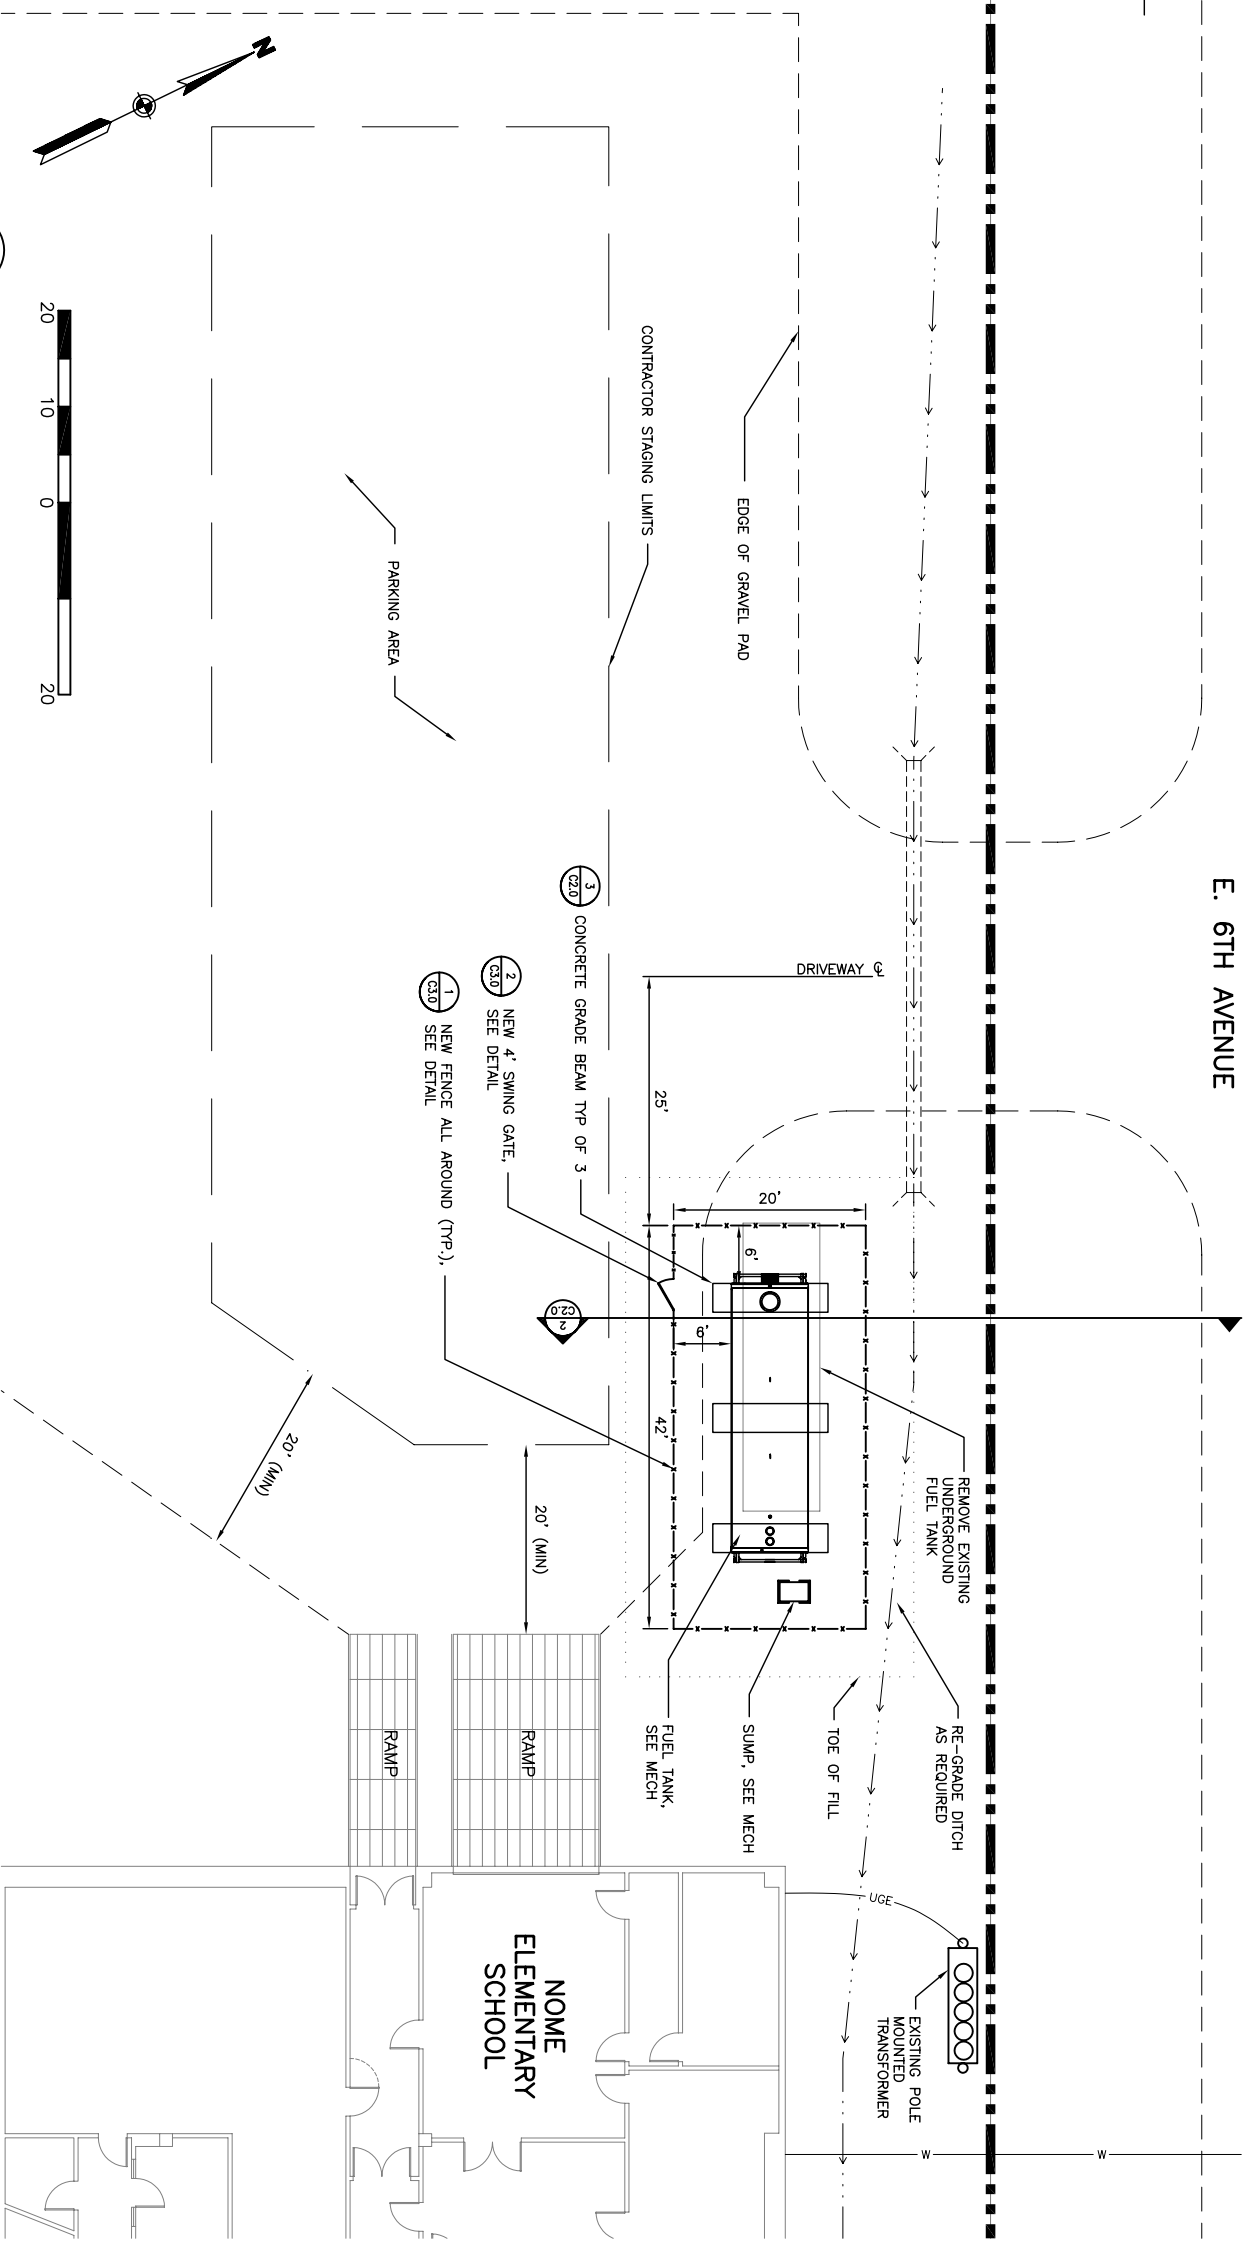 E. 6TH AVENUE
N
20
10
0
20
CONTRACTOR STAGING LIMITS
EDGE OF GRAVEL PAD
PARKING AREA
DRIVEWAY ℄
25'
20'
6'
6'
42'
3
C2.0
CONCRETE GRADE BEAM TYP OF 3
2
C3.0
NEW 4' SWING GATE,
SEE DETAIL
1
C3.0
NEW FENCE ALL AROUND (TYP.),
SEE DETAIL
2
C2.0
20' (MIN)
20' (MIN)
REMOVE EXISTING
UNDERGROUND
FUEL TANK
RE-GRADE DITCH
AS REQUIRED
TOE OF FILL
SUMP, SEE MECH
FUEL TANK,
SEE MECH
RAMP
RAMP
UGE
EXISTING POLE
MOUNTED
TRANSFORMER
W
W
NOME
ELEMENTARY
SCHOOL